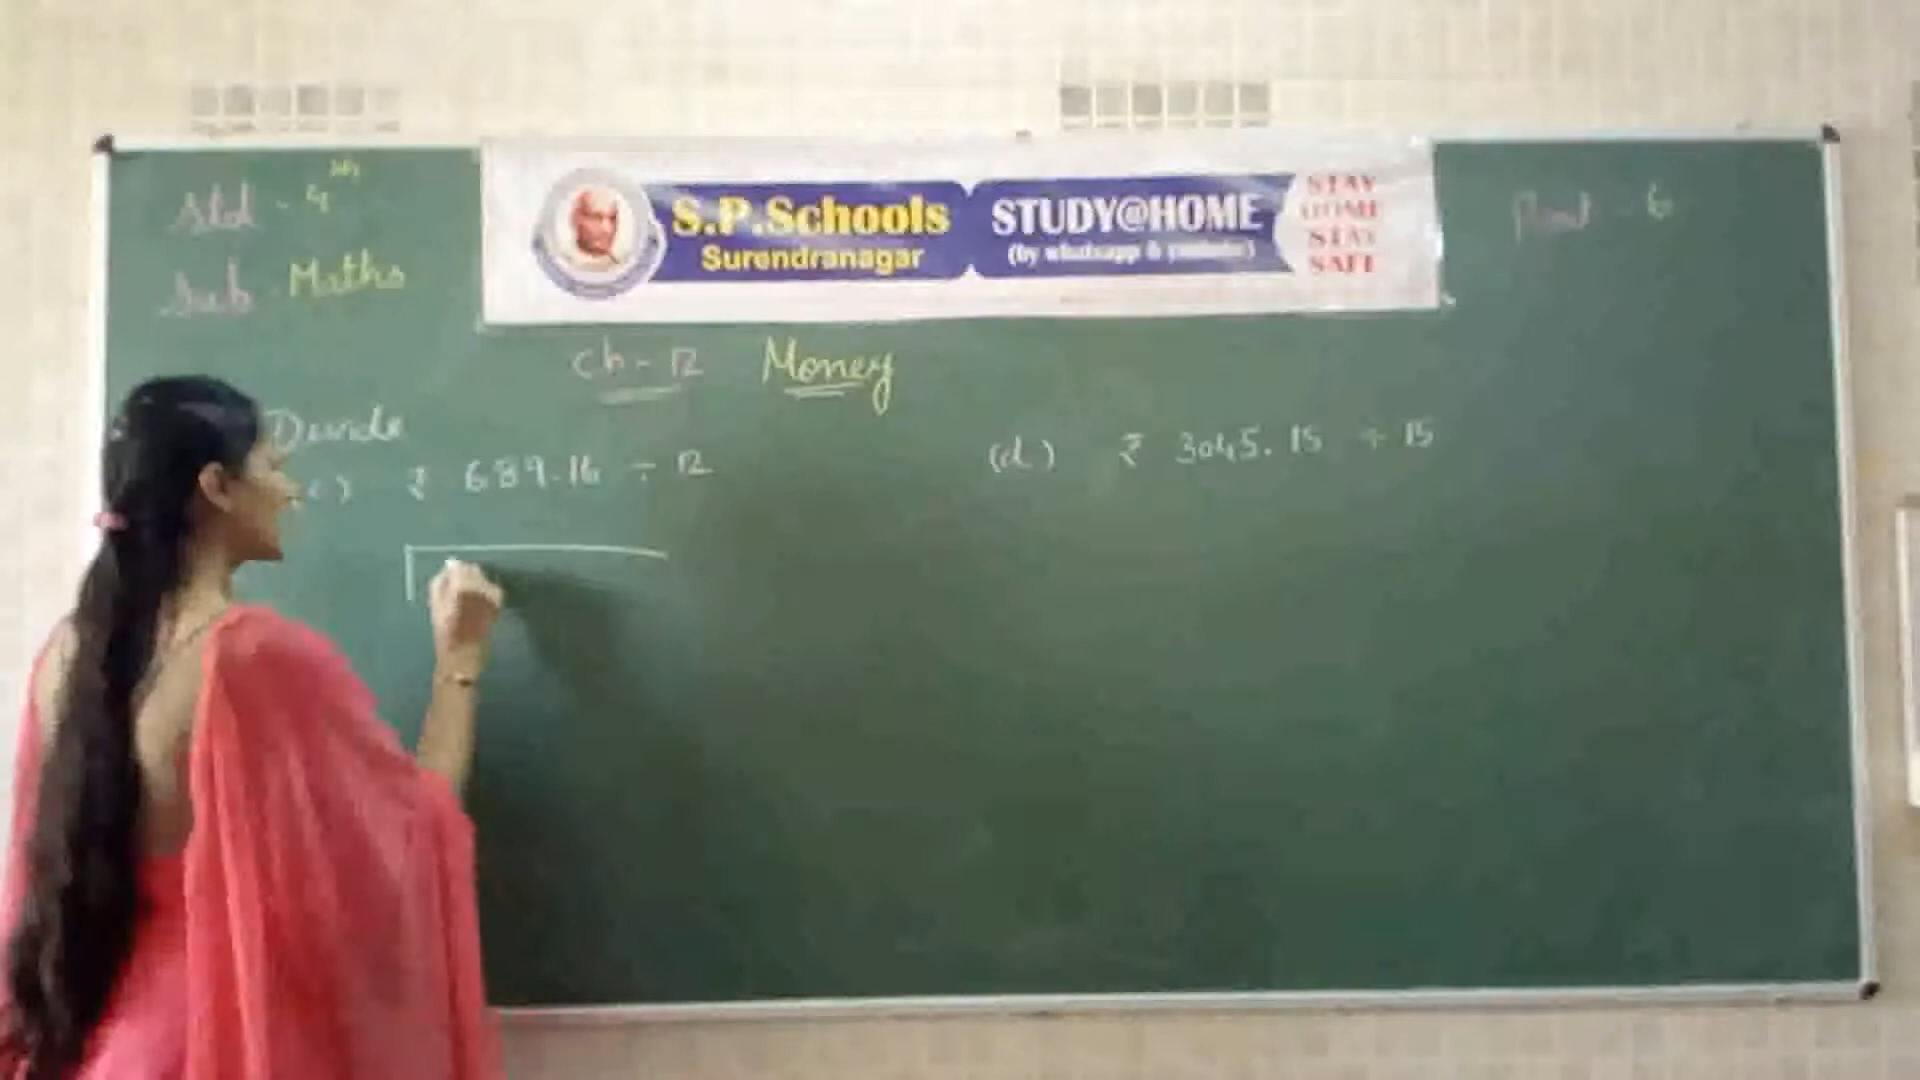 Std - 4th
Sub - Maths
S.P.Schools
Surendranagar
STUDY@HOME
(by whatsapp & youtube)
STAY
HOME
STAY
SAFE
Part - 6
Ch - 12 Money
Divide
(c) ₹ 689.16 ÷ 12
(d) ₹ 3045.15 ÷ 15